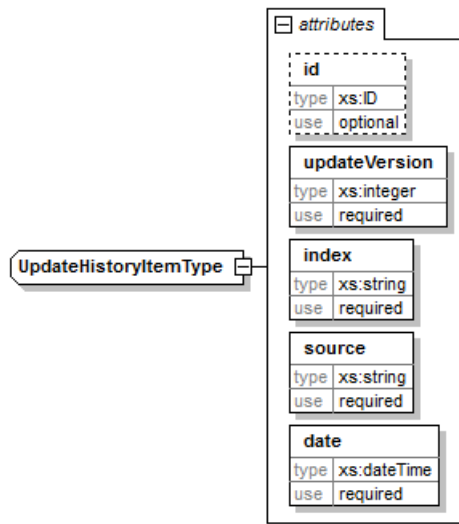 attributes
id
type xs:ID
use optional
updateVersion
type xs:integer
use required
UpdateHistoryItemType
index
type xs:string
use required
source
type xs:string
use required
date
type xs:dateTime
use required